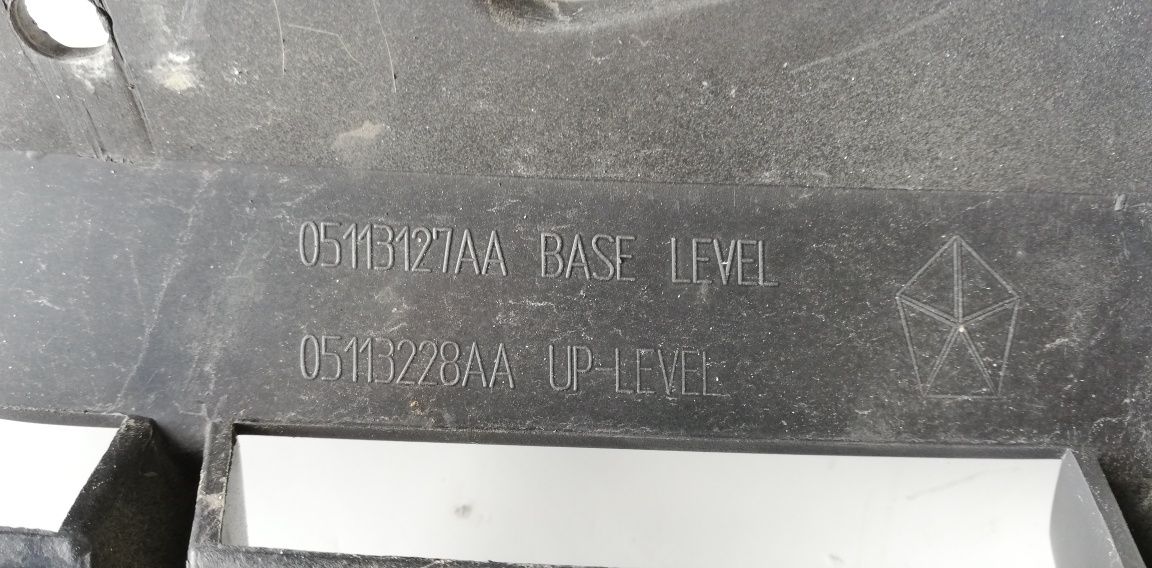 05113127AA BASE LEVEL
05113228AA UP-LEVEL